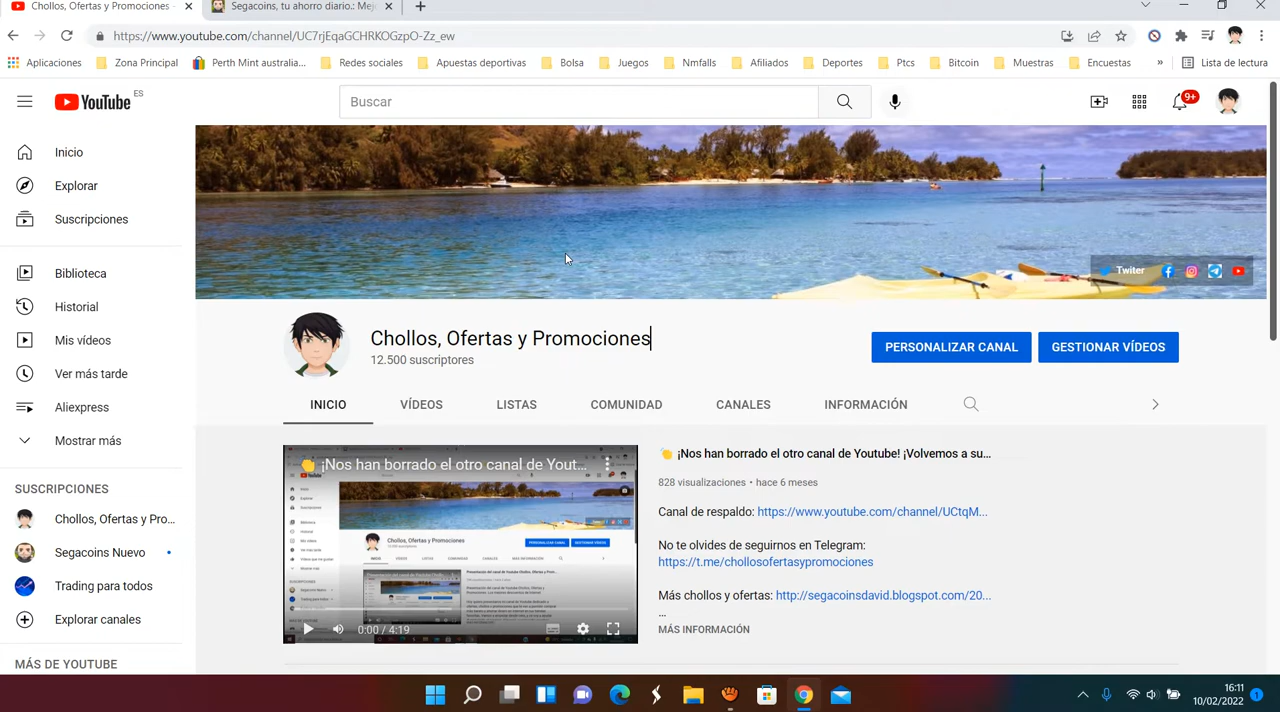 Chollos, Ofertas y Promociones -
Segacoins, tu ahorro diario.: Mej
https://www.youtube.com/channel/UC7rjEqaGCHRKOGzpO-Zz_ew
Aplicaciones
Zona Principal
Perth Mint australia...
Redes sociales
Apuestas deportivas
Bolsa
Juegos
Nmfalls
Afiliados
Deportes
Ptcs
Bitcoin
Muestras
Encuestas
»
Lista de lectura
YouTube ES
Buscar
9+
Inicio
Explorar
Suscripciones
Biblioteca
Historial
Mis vídeos
Ver más tarde
Aliexpress
Mostrar más
SUSCRIPCIONES
Chollos, Ofertas y Pro...
Segacoins Nuevo
Trading para todos
Explorar canales
MÁS DE YOUTUBE
Twiter
Chollos, Ofertas y Promociones
12.500 suscriptores
PERSONALIZAR CANAL
GESTIONAR VÍDEOS
INICIO
VÍDEOS
LISTAS
COMUNIDAD
CANALES
INFORMACIÓN
¡Nos han borrado el otro canal de Yout...
Chollos, Ofertas y Promociones
0:00 / 4:19
¡Nos han borrado el otro canal de Youtube! ¡Volvemos a su...
828 visualizaciones • hace 6 meses
Canal de respaldo: https://www.youtube.com/channel/UCtqM...
No te olvides de seguirnos en Telegram:
https://t.me/chollosofertasypromociones
Más chollos y ofertas: http://segacoinsdavid.blogspot.com/20...
...
MÁS INFORMACIÓN
16:11
10/02/2022
1